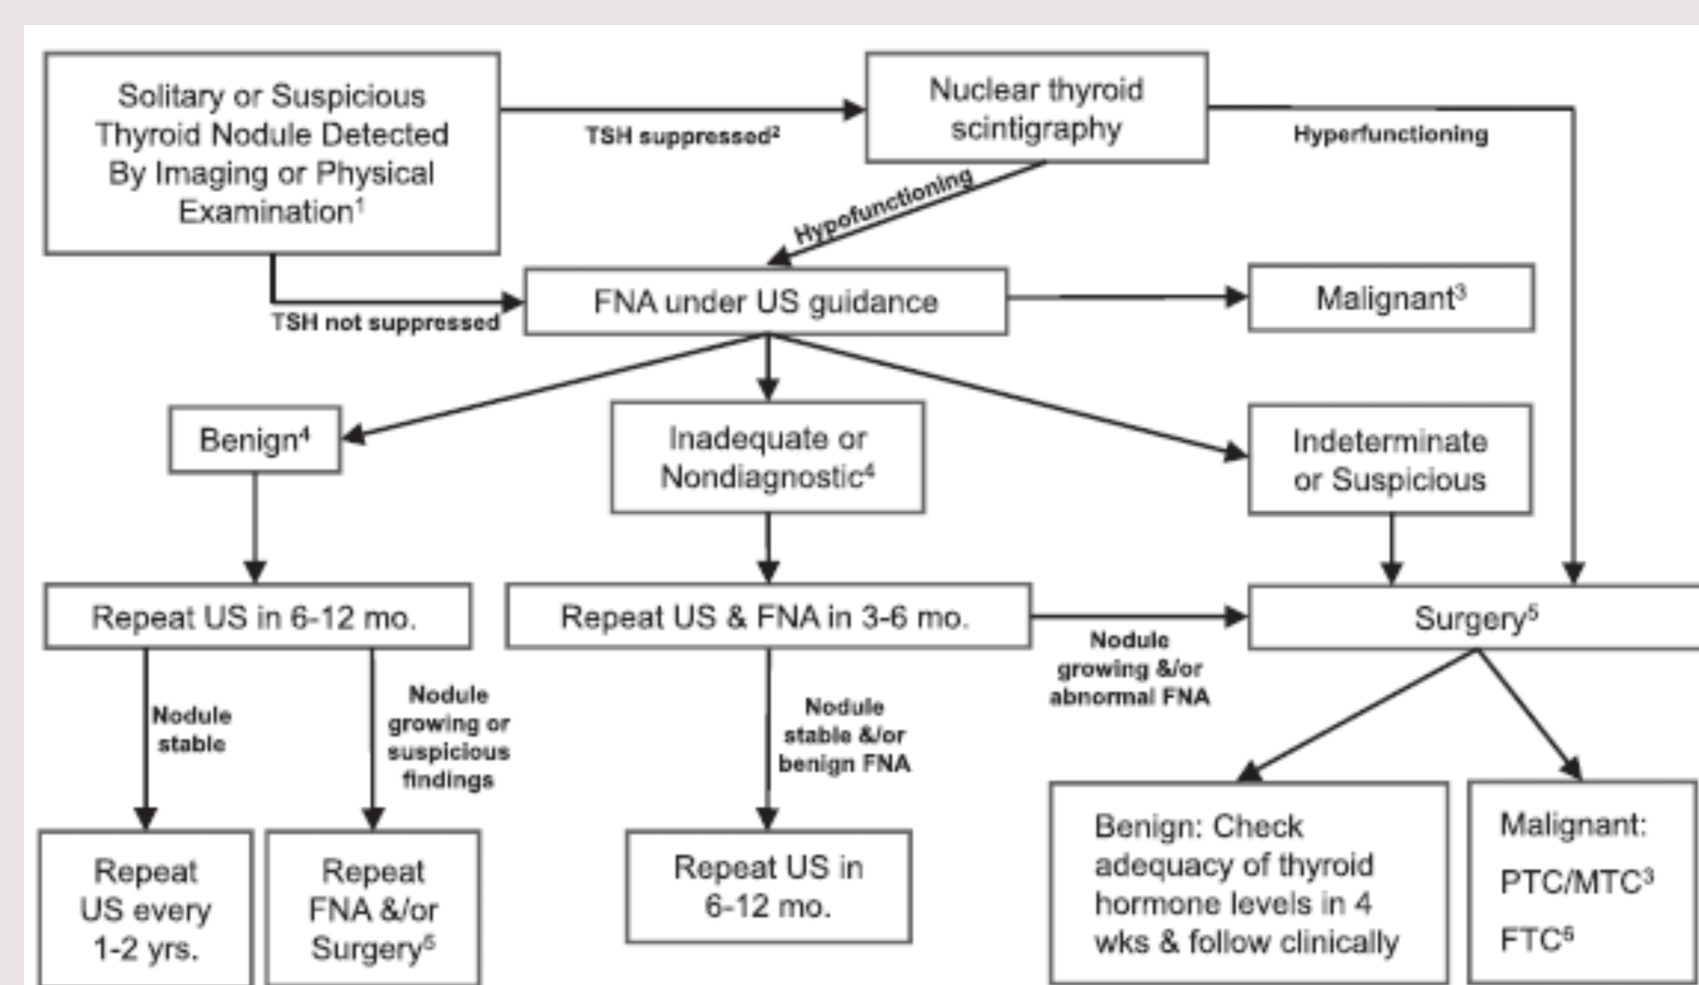 Solitary or Suspicious
Thyroid Nodule Detected
By Imaging or Physical
Examination¹
TSH suppressed²
Nuclear thyroid
scintigraphy
Hyperfunctioning
Hypofunctioning
TSH not suppressed
FNA under US guidance
Malignant³
Benign⁴
Inadequate or
Nondiagnostic⁴
Indeterminate
or Suspicious
Repeat US in 6-12 mo.
Repeat US & FNA in 3-6 mo.
Nodule
growing &/or
abnormal FNA
Surgery⁵
Nodule
stable
Nodule
growing or
suspicious
findings
Nodule
stable &/or
benign FNA
Repeat
US every
1-2 yrs.
Repeat
FNA &/or
Surgery⁵
Repeat US in
6-12 mo.
Benign: Check
adequacy of thyroid
hormone levels in 4
wks & follow clinically
Malignant:
PTC/MTC³
FTC⁶